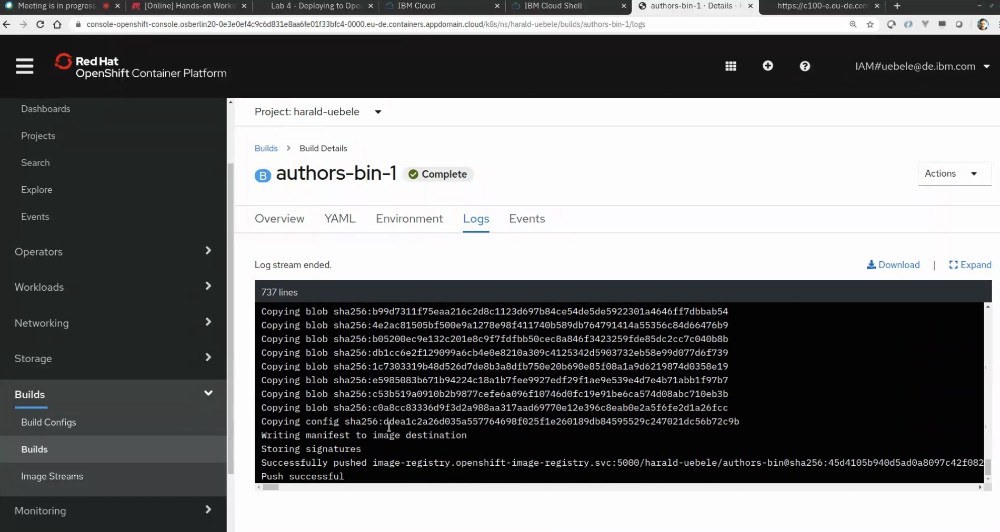 Meeting is in progress
[Online] Hands-on Works
Lab 4 - Deploying to Ope
IBM Cloud
IBM Cloud Shell
authors-bin-1 · Details ·
https://c100-e.eu-de.con
console-openshift-console.osberlin20-0e3e0ef4c9c6d831e8aa6fe01f33bfc4-0000.eu-de.containers.appdomain.cloud/k8s/ns/harald-uebele/builds/authors-bin-1/logs
Red Hat
OpenShift Container Platform
IAM#uebele@de.ibm.com
Dashboards
Projects
Search
Explore
Events
Operators
Workloads
Networking
Storage
Builds
Build Configs
Builds
Image Streams
Monitoring
Project: harald-uebele
Builds > Build Details
B authors-bin-1 Complete
Actions
Overview YAML Environment Logs Events
Log stream ended.
Download | Expand
737 lines
Copying blob sha256:b99d7311f75eaa216c2d8c1123d697b84ce54de5de5922301a4646ff7dbbab54
Copying blob sha256:4e2ac81505bf500e9a1278e98f411740b589db764791414a55356c84d66476b9
Copying blob sha256:b05200ec9e132c201e8c9f7fdfbb50cec8a846f3423259fde85dc2cc7c040b8b
Copying blob sha256:db1cc6e2f129099a6cb4e0e8210a309c4125342d5903732eb58e99d077d6f739
Copying blob sha256:1c7303319b48d526d7de8b3a8dfb750e20b690e85f08a1a9d6219874d0358e19
Copying blob sha256:e5985083b671b94224c18a1b7fee9927edf29f1ae9e539e4d7e4b71abb1f97b7
Copying blob sha256:c53b519a0910b2b9877cefe6a096f10746d0fc19e91be6ca574d08abc710eb3b
Copying blob sha256:c0a8cc83336d9f3d2a988aa317aad69770e12e396c8eab0e2a5f6fe2d1a26fcc
Copying config sha256:ddea1c2a26d035a557764698f025f1e260189db84595529c247021dc56b72c9b
Writing manifest to image destination
Storing signatures
Successfully pushed image-registry.openshift-image-registry.svc:5000/harald-uebele/authors-bin@sha256:45d4105b940d5ad0a8097c42f082
Push successful